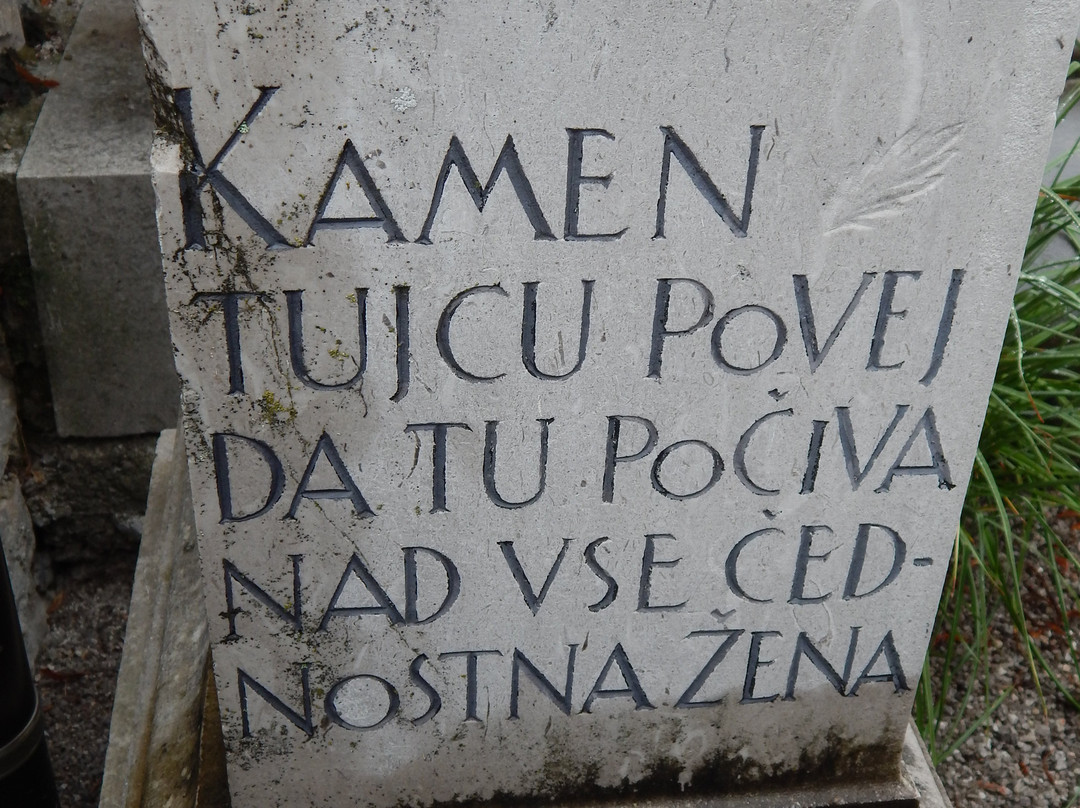 KAMEN
TUJCU POVEJ
DA TU POČIVA
NAD VSE ČED-
NOSTNA ŽENA